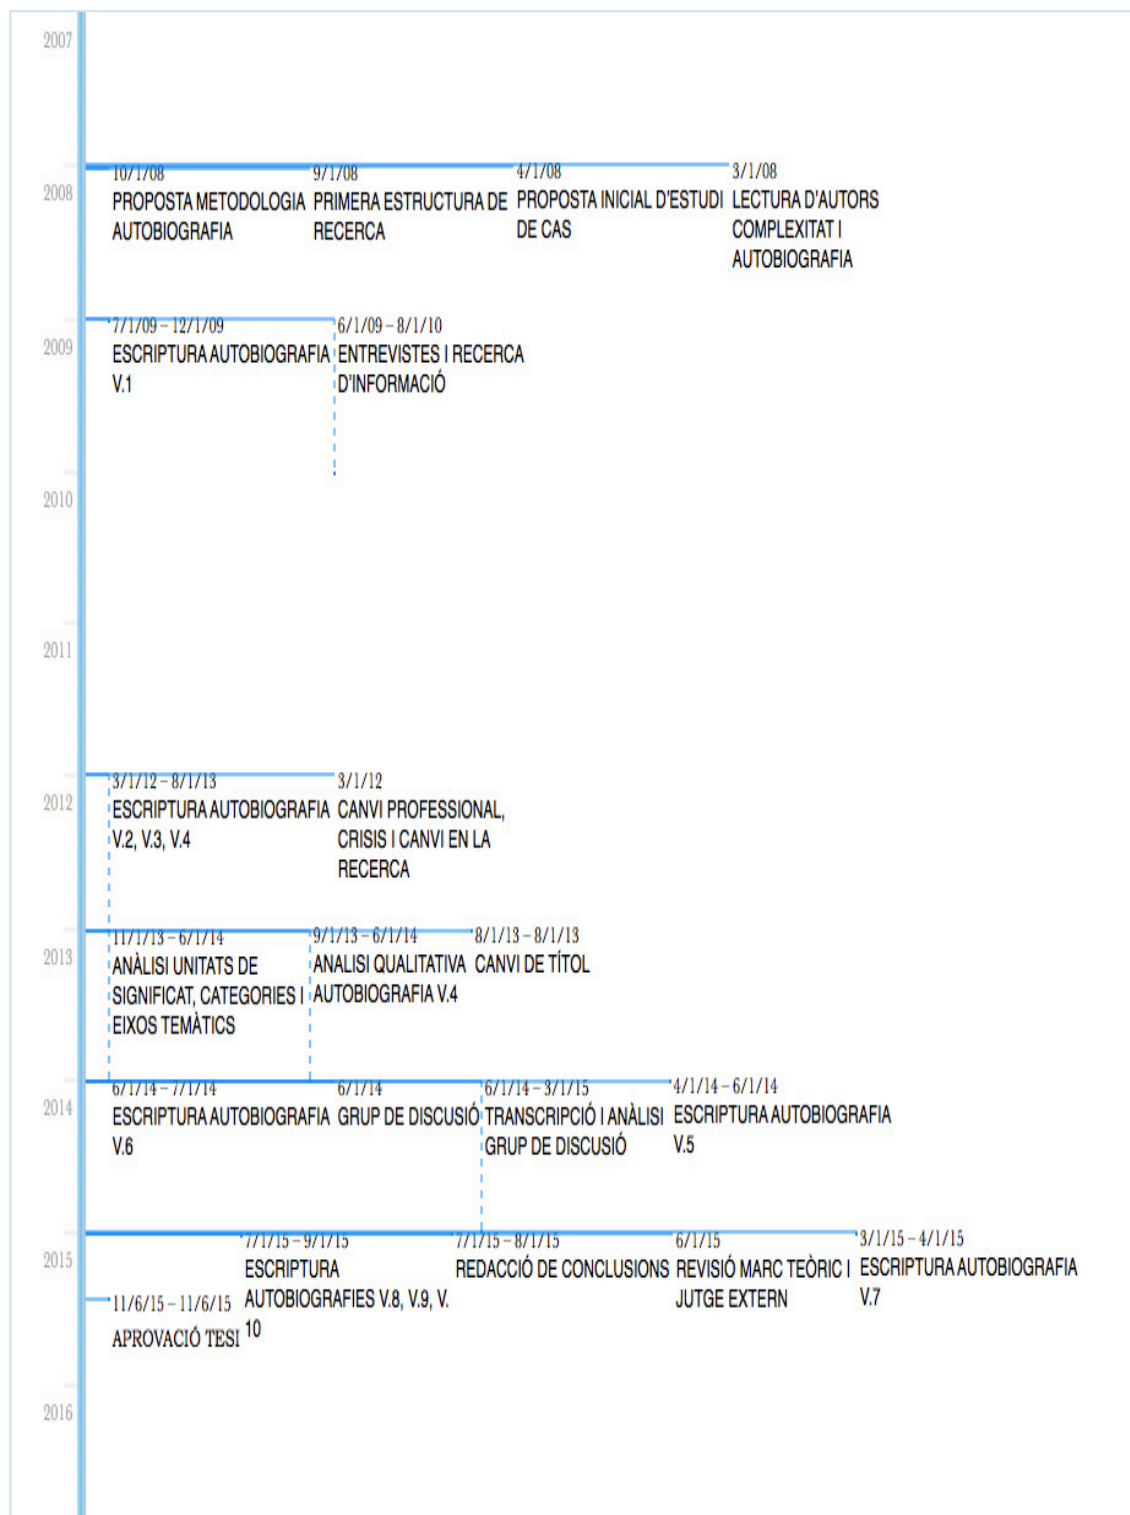 2007
2008
10/1/08
PROPOSTA METODOLOGIA
AUTOBIOGRAFIA
9/1/08
PRIMERA ESTRUCTURA DE
RECERCA
4/1/08
PROPOSTA INICIAL D'ESTUDI
DE CAS
3/1/08
LECTURA D'AUTORS
COMPLEXITAT I
AUTOBIOGRAFIA
2009
7/1/09 – 12/1/09
ESCRIPTURA AUTOBIOGRAFIA
V.1
6/1/09 – 8/1/10
ENTREVISTES I RECERCA
D'INFORMACIÓ
2010
2011
2012
3/1/12 – 8/1/13
ESCRIPTURA AUTOBIOGRAFIA
V.2, V.3, V.4
3/1/12
CANVI PROFESSIONAL,
CRISIS I CANVI EN LA
RECERCA
2013
11/1/13 – 6/1/14
ANÀLISI UNITATS DE
SIGNIFICAT, CATEGORIES I
EIXOS TEMÀTICS
9/1/13 – 6/1/14
ANALISI QUALITATIVA
AUTOBIOGRAFIA V.4
8/1/13 – 8/1/13
CANVI DE TÍTOL
2014
6/1/14 – 7/1/14
ESCRIPTURA AUTOBIOGRAFIA
V.6
6/1/14
GRUP DE DISCUSIÓ
6/1/14 – 3/1/15
TRANSCRIPCIÓ I ANÀLISI
GRUP DE DISCUSIÓ
4/1/14 – 6/1/14
ESCRIPTURA AUTOBIOGRAFIA
V.5
2015
7/1/15 – 9/1/15
ESCRIPTURA
AUTOBIOGRAFIES V.8, V.9, V.
10
7/1/15 – 8/1/15
REDACCIÓ DE CONCLUSIONS
6/1/15
REVISIÓ MARC TEÒRIC I
JUTGE EXTERN
3/1/15 – 4/1/15
ESCRIPTURA AUTOBIOGRAFIA
V.7
11/6/15 – 11/6/15
APROVACIÓ TESI
2016